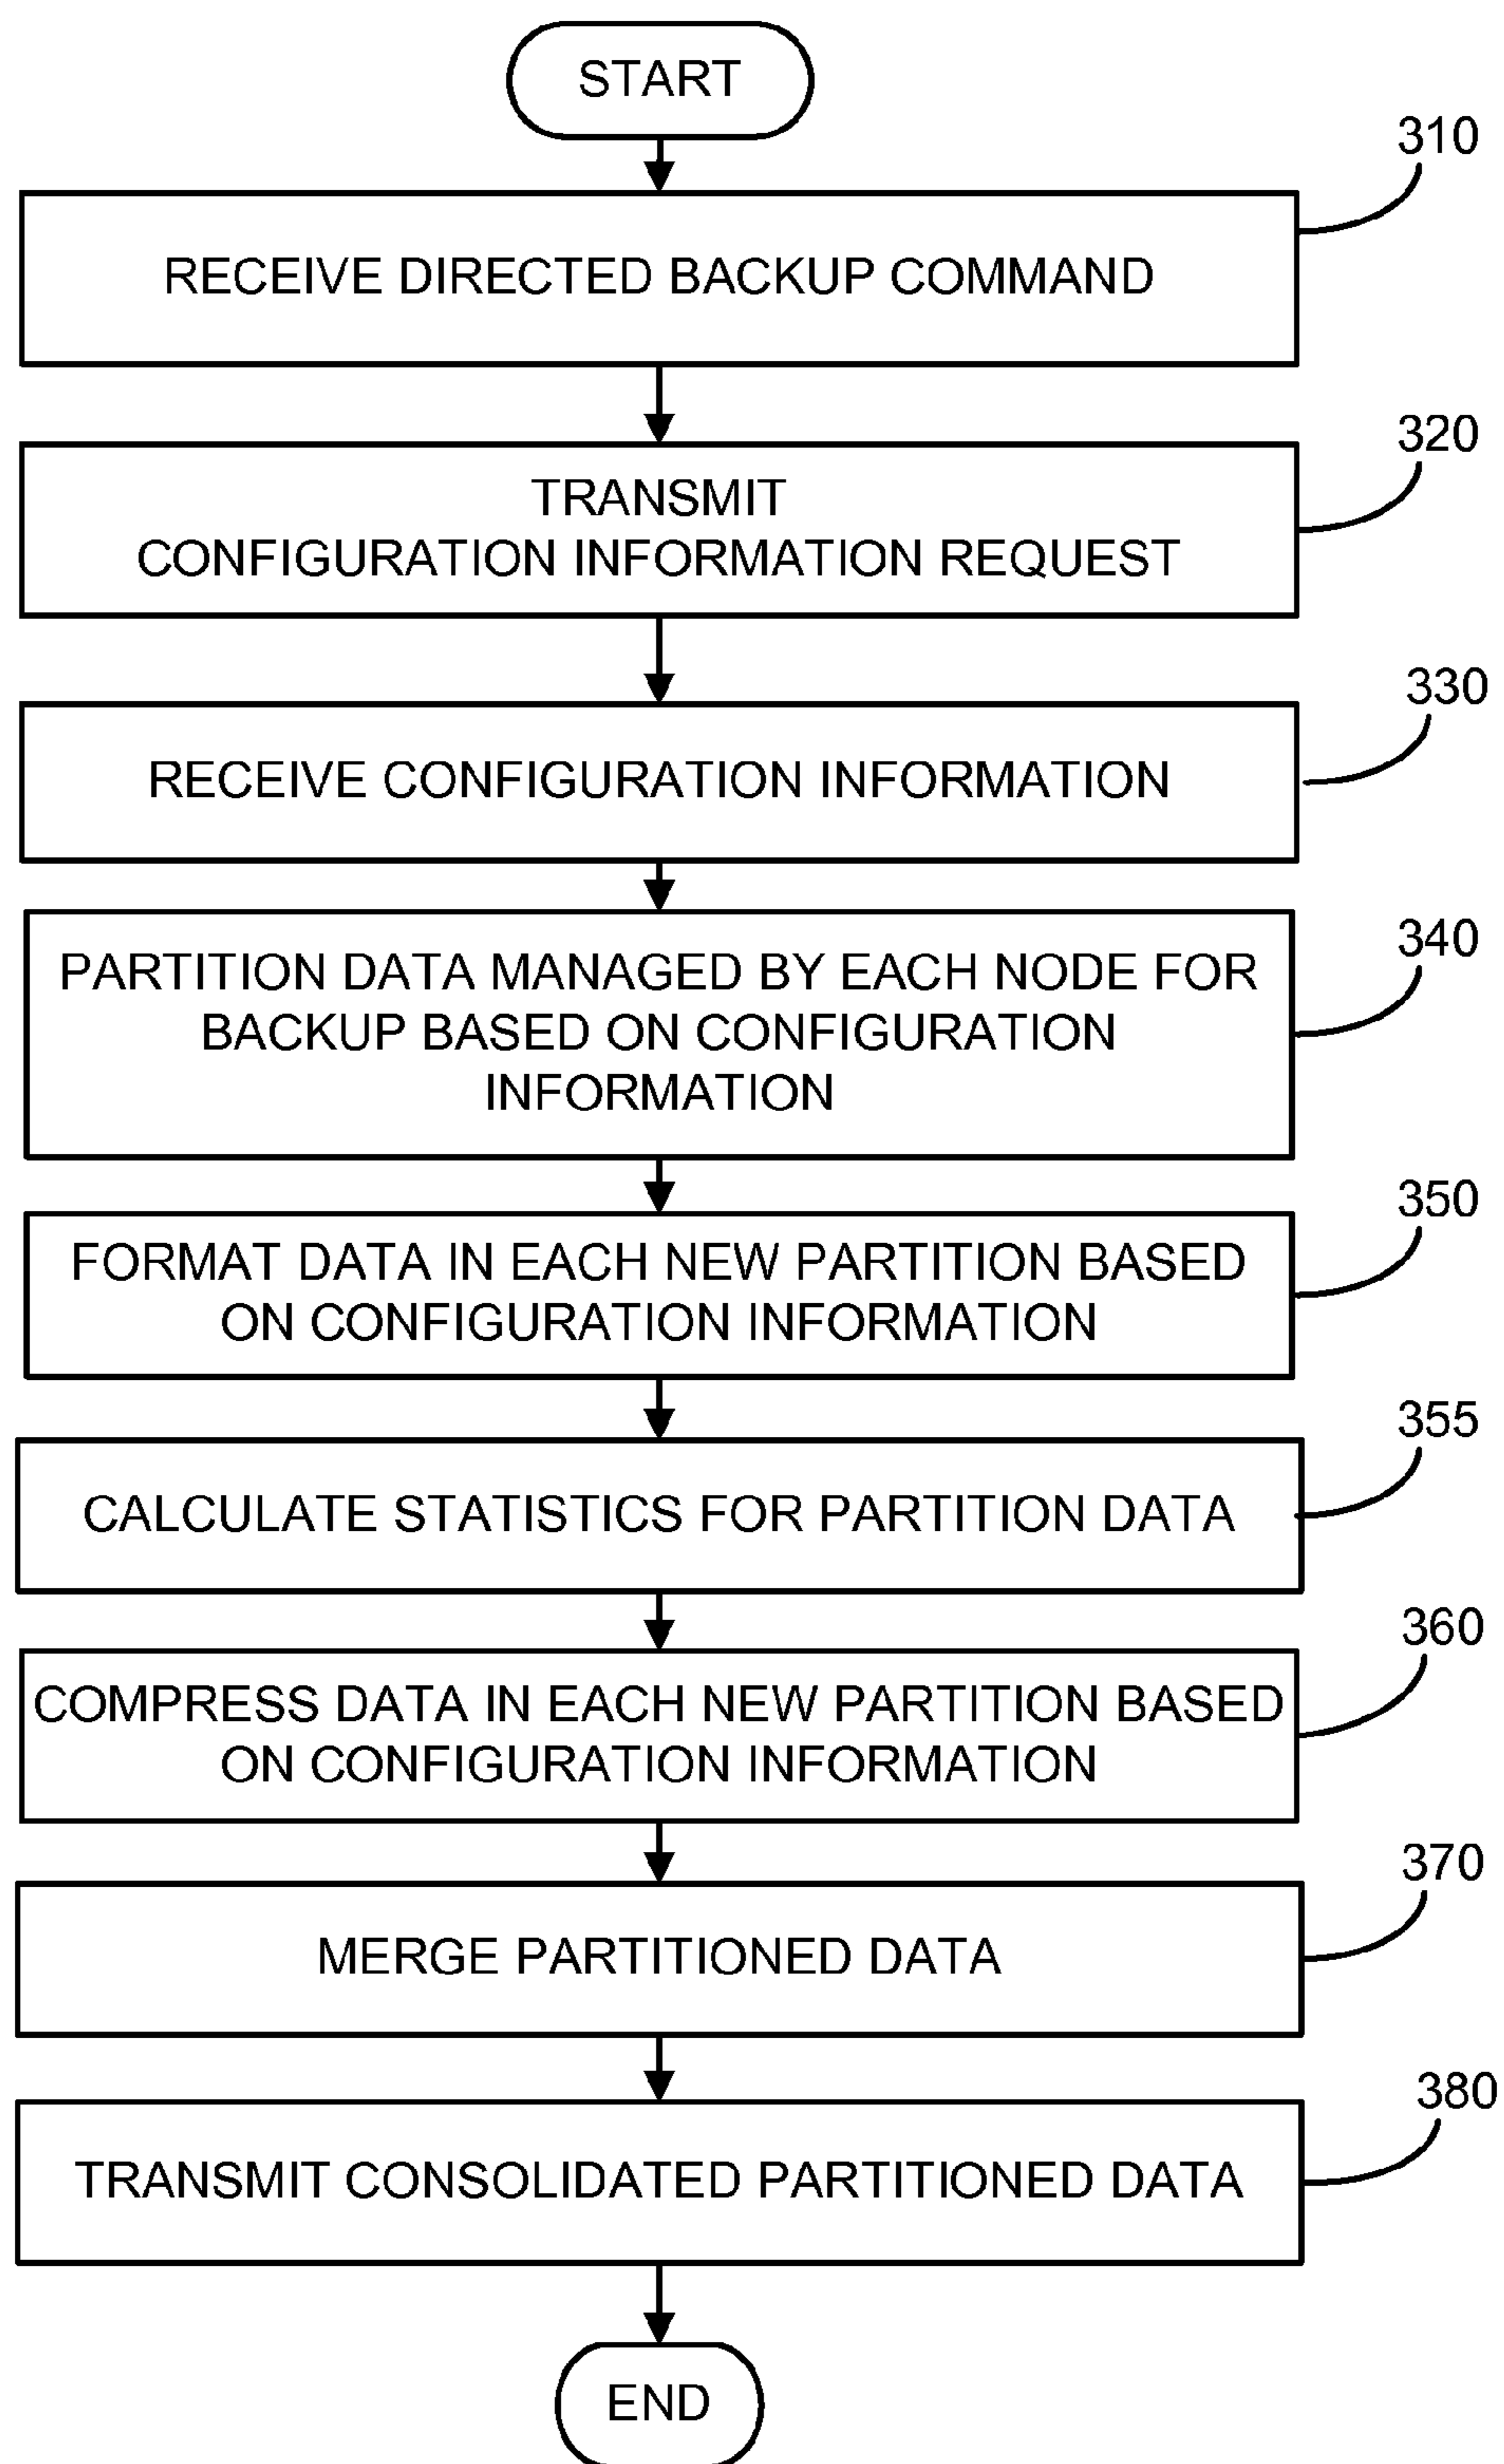 START
310
RECEIVE DIRECTED BACKUP COMMAND
320
TRANSMIT
CONFIGURATION INFORMATION REQUEST
330
RECEIVE CONFIGURATION INFORMATION
340
PARTITION DATA MANAGED BY EACH NODE FOR
BACKUP BASED ON CONFIGURATION
INFORMATION
350
FORMAT DATA IN EACH NEW PARTITION BASED
ON CONFIGURATION INFORMATION
355
CALCULATE STATISTICS FOR PARTITION DATA
360
COMPRESS DATA IN EACH NEW PARTITION BASED
ON CONFIGURATION INFORMATION
370
MERGE PARTITIONED DATA
380
TRANSMIT CONSOLIDATED PARTITIONED DATA
END